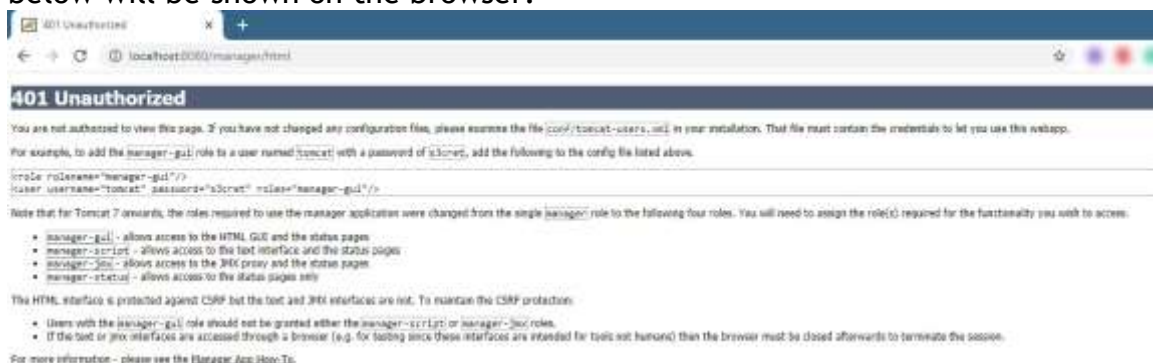 below will be shown on the browser.
401 Unauthorized
localhost:8080/manager/html
401 Unauthorized
You are not authorized to view this page. If you have not changed any configuration files, please examine the file conf/tomcat-users.xml in your installation. That file must contain the credentials to let you use this webapp.
For example, to add the manager-gui role to a user named tomcat with a password of s3cret, add the following to the config file listed above.
<role rolename="manager-gui"/>
<user username="tomcat" password="s3cret" roles="manager-gui"/>
Note that for Tomcat 7 onwards, the roles required to use the manager application were changed from the single manager role to the following four roles. You will need to assign the role(s) required for the functionality you wish to access.
manager-gui - allows access to the HTML GUI and the status pages
manager-script - allows access to the text interface and the status pages
manager-jmx - allows access to the JMX proxy and the status pages
manager-status - allows access to the status pages only
The HTML interface is protected against CSRF but the text and JMX interfaces are not. To maintain the CSRF protection:
Users with the manager-gui role should not be granted either the manager-script or manager-jmx roles.
If the text or jmx interfaces are accessed through a browser (e.g. for testing since these interfaces are intended for tools not humans) then the browser must be closed afterwards to terminate the session.
For more information - please see the Manager App How-To.